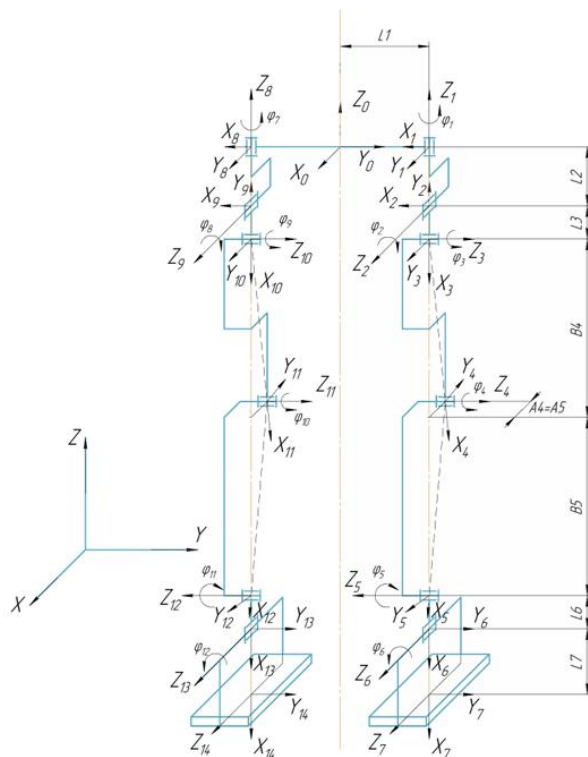 L1
Z8
Z0
Z1
φ7
φ1
X8
X1
Y8
X0
Y0
Y1
Y9
Y2
L2
X9
X2
L3
φ8
φ9
φ2
φ3
Z9
Z10
Z2
Z3
Y10
Y3
X10
X3
B4
Y11
Y4
Z11
φ4
Z4
φ10
A4=A5
X11
X4
Z
B5
Y
X
φ11
φ5
Z12
Z5
Y12
X12
Y5
X5
L6
Y13
Y6
φ12
φ6
X13
X6
L7
Z13
Z6
Y14
Y7
Z14
X14
Z7
X7